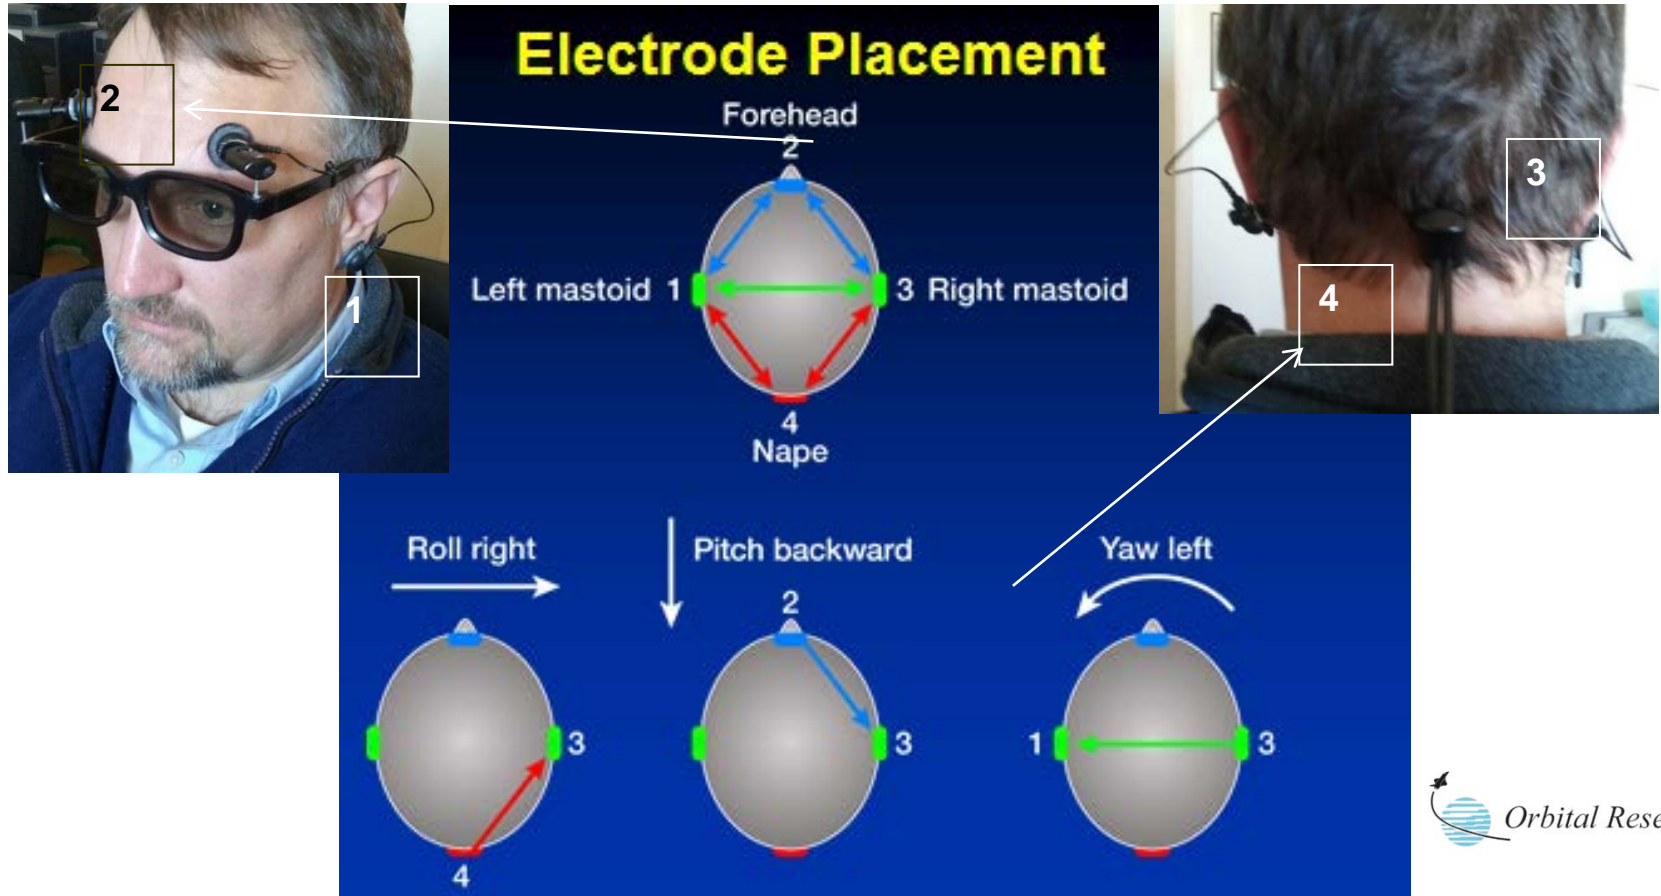 Electrode Placement
Forehead
2
2
1
3
4
Left mastoid 1
3 Right mastoid
4
Nape
Roll right
Pitch backward
Yaw left
2
3
3
1
3
4
Orbital Rese